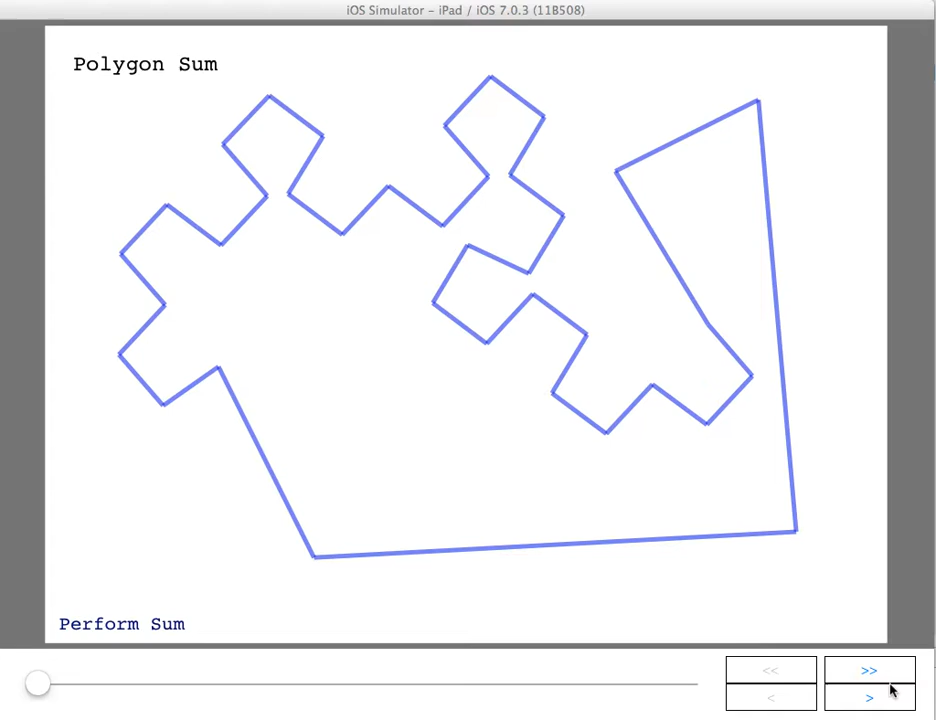 iOS Simulator – iPad / iOS 7.0.3 (11B508)
Polygon Sum
Perform Sum
<< >>
< >